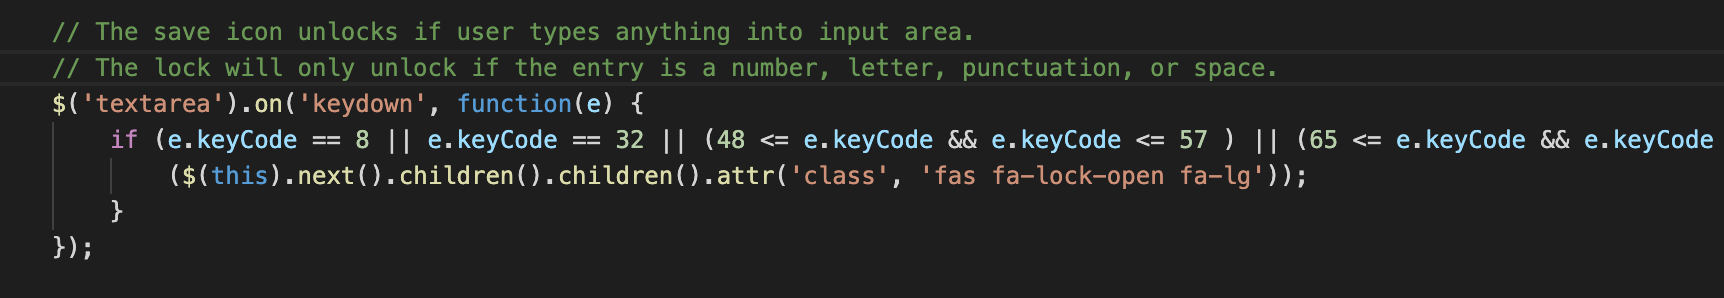 // The save icon unlocks if user types anything into input area.
// The lock will only unlock if the entry is a number, letter, punctuation, or space.
$('textarea').on('keydown', function(e) {
if (e.keyCode == 8 || e.keyCode == 32 || (48 <= e.keyCode && e.keyCode <= 57 ) || (65 <= e.keyCode && e.keyCode
($(this).next().children().children().attr('class', 'fas fa-lock-open fa-lg'));
}
});